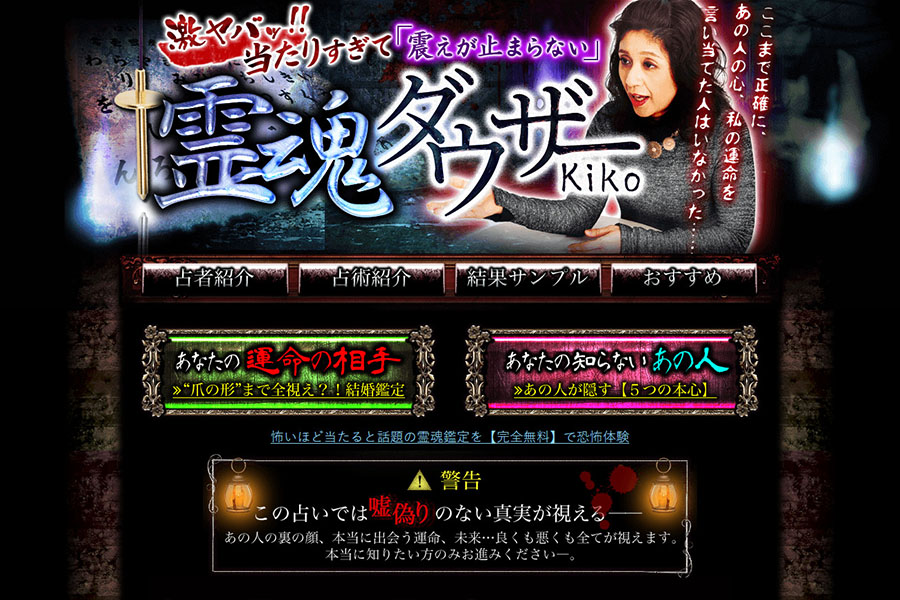 激ヤバッ!!
当たりすぎて「震えが止まらない」
霊魂ダウザー
Kiko
ここまで正確に、
あの人の心、私の運命を
言い当てた人はいなかった……
占者紹介
占術紹介
結果サンプル
おすすめ
あなたの運命の相手
»“爪の形”まで全視え？！結婚鑑定
あなたの知らないあの人
»あの人が隠す【５つの本心】
怖いほど当たると話題の霊魂鑑定を【完全無料】で恐怖体験
警告
この占いでは嘘偽りのない真実が視える――
あの人の裏の顔、本当に出会う運命、未来…良くも悪くも全てが視えます。
本当に知りたい方のみお進みください―。